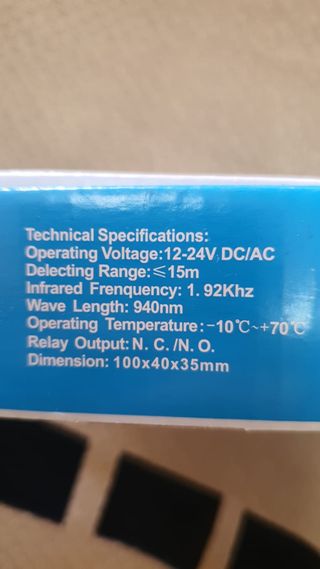 Technical Specifications:
Operating Voltage:12-24V DC/AC
Delecting Range:≤15m
Infrared Frenquency: 1. 92Khz
Wave Length: 940nm
Operating Temperature:-10℃~+70℃
Relay Output: N. C. /N. O.
Dimension: 100x40x35mm